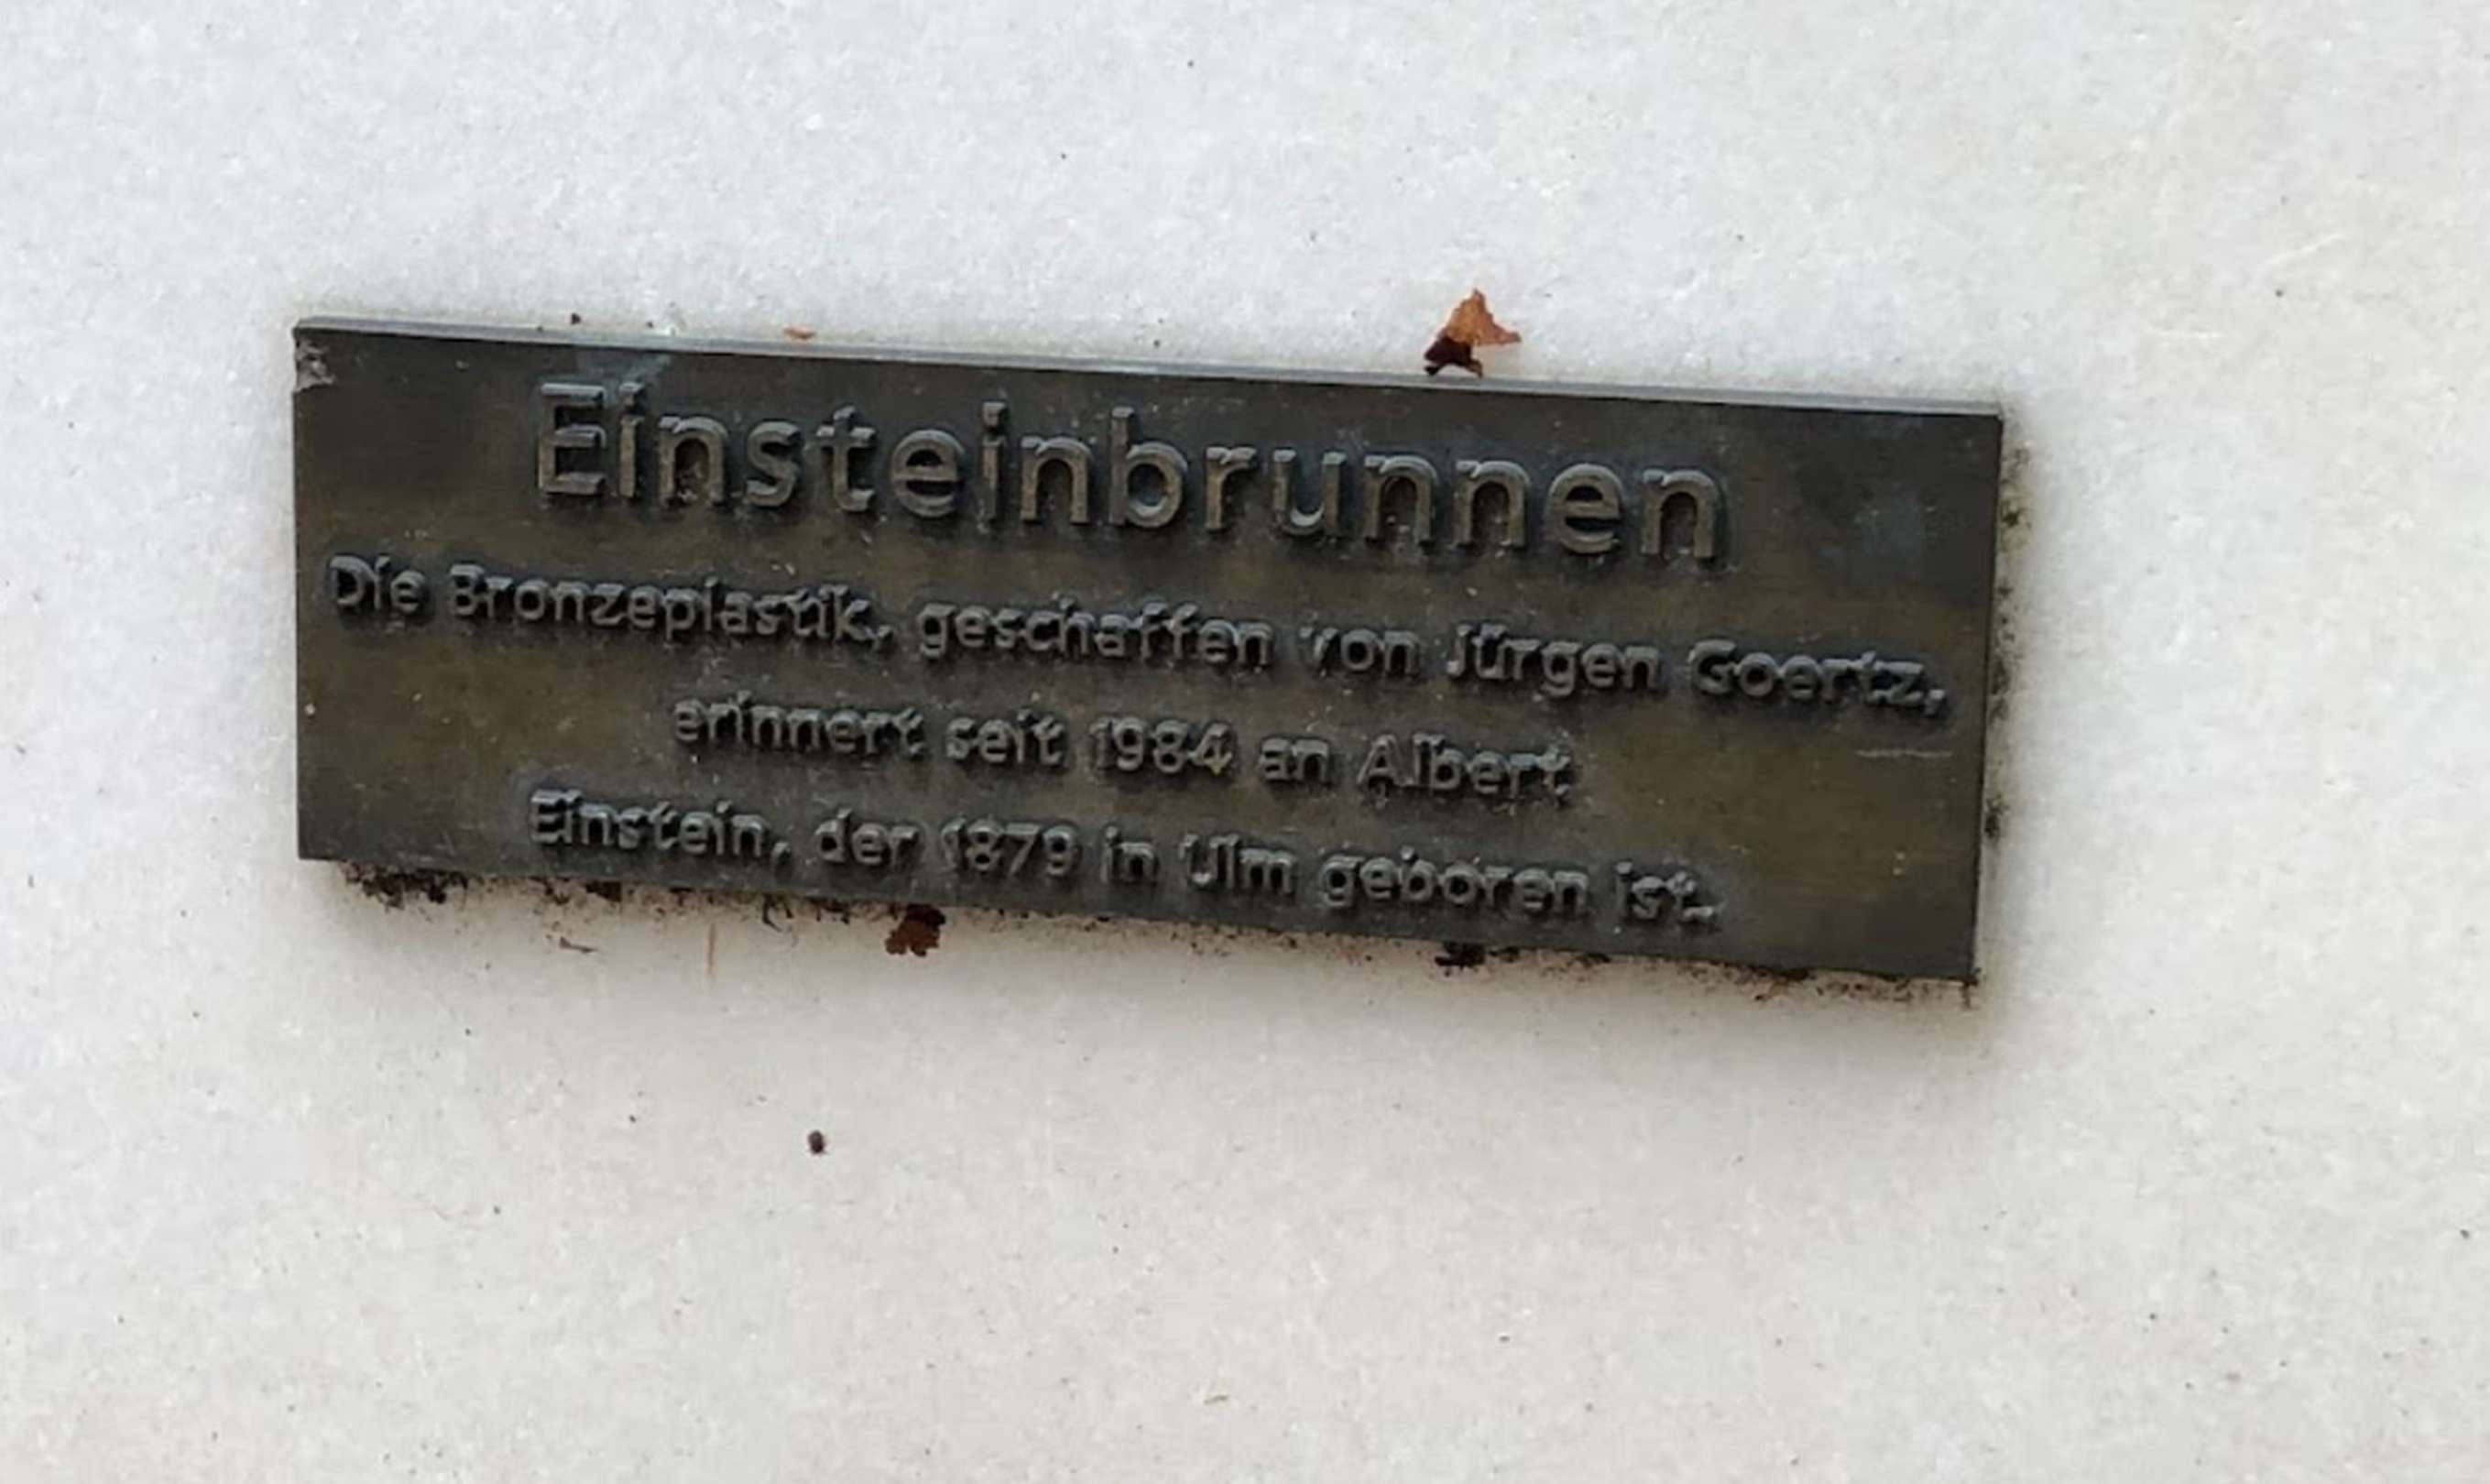 Einsteinbrunnen
Die Bronzeplastik, geschaffen von Jürgen Goertz,
erinnert seit 1984 an Albert
Einstein, der 1879 in Ulm geboren ist.